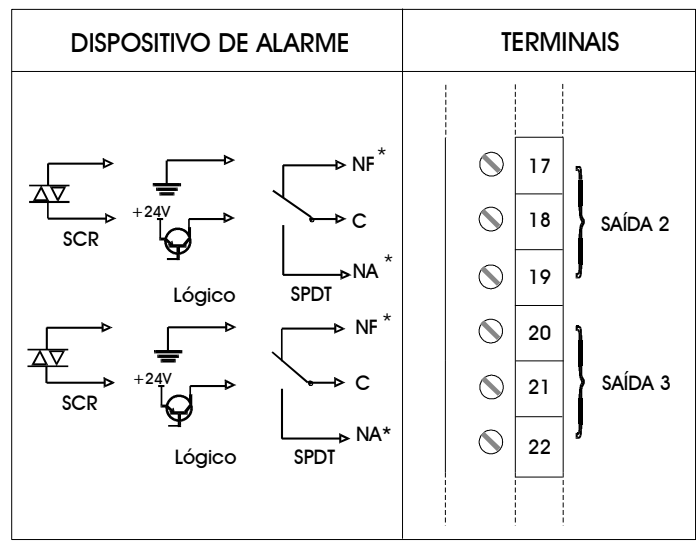 DISPOSITIVO DE ALARME
TERMINAIS
NF*
17
+24V
C
18
SAÍDA 2
SCR
NA*
19
Lógico
SPDT
NF*
20
+24V
C
21
SAÍDA 3
SCR
NA*
22
Lógico
SPDT